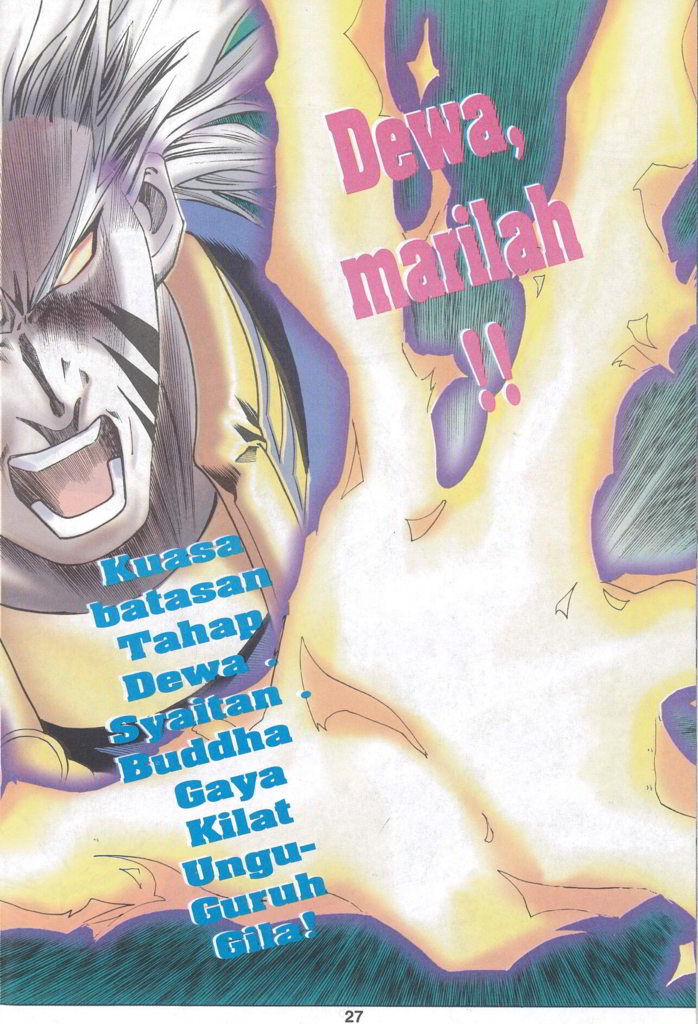 Dewa,
marilah
!!
Kuasa
batasan
Tahap
Dewa .
Syaitan .
Buddha
Gaya
Kilat
Ungu-
Guruh
Gila!
27